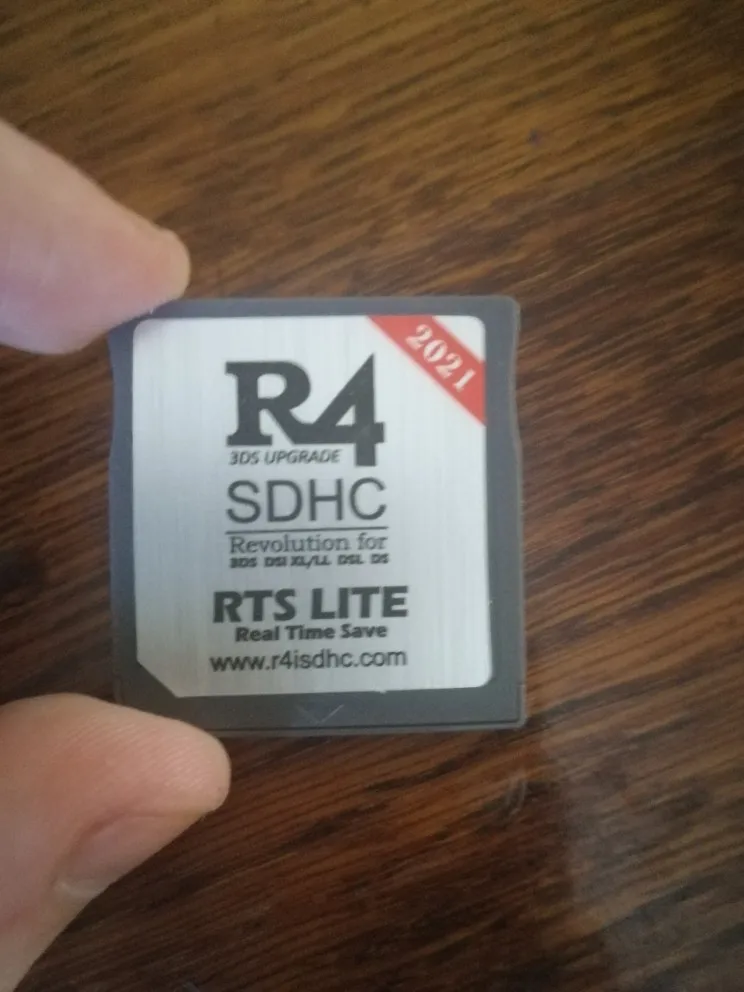 2021
R4
3DS UPGRADE
SDHC
Revolution for
3DS DSI XL/LL DSL DS
RTS LITE
Real Time Save
www.r4isdhc.com